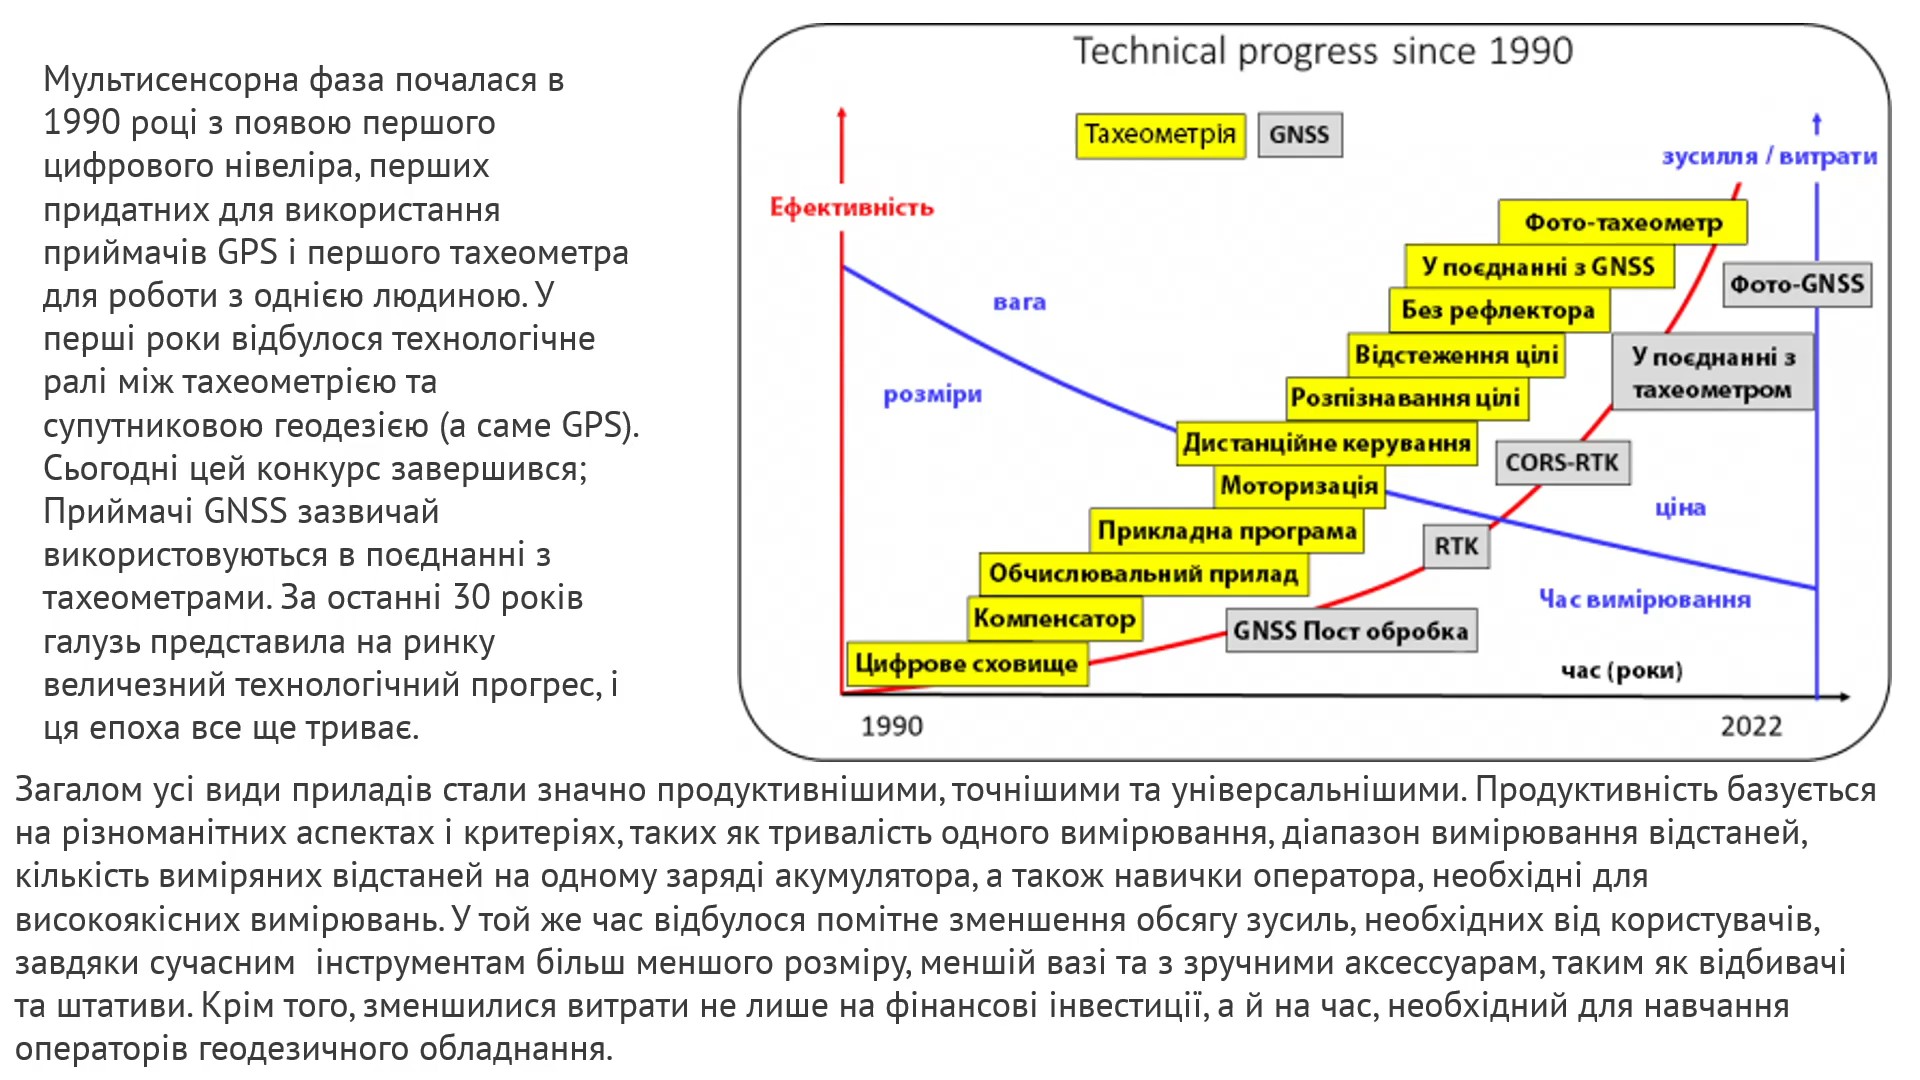 Мультисенсорна фаза почалася в
1990 році з появою першого
цифрового нівеліра, перших
придатних для використання
приймачів GPS і першого тахеометра
для роботи з однією людиною. У
перші роки відбулося технологічне
ралі між тахеометрією та
супутниковою геодезією (а саме GPS).
Сьогодні цей конкурс завершився;
Приймачі GNSS зазвичай
використовуються в поєднанні з
тахеометрами. За останні 30 років
галузь представила на ринку
величезний технологічний прогрес, і
ця епоха все ще триває.
Technical progress since 1990
Тахеометрія
GNSS
зусилля / витрати
Ефективність
Фото-тахеометр
У поєднанні з GNSS
Фото-GNSS
вага
Без рефлектора
Відстеження цілі
У поєднанні з
тахеометром
розміри
Розпізнавання цілі
Дистанційне керування
CORS-RTK
Моторизація
ціна
Прикладна програма
RTK
Обчислювальний прилад
Час вимірювання
Компенсатор
GNSS Пост обробка
Цифрове сховище
час (роки)
1990
2022
Загалом усі види приладів стали значно продуктивнішими, точнішими та універсальнішими. Продуктивність базується
на різноманітних аспектах і критеріях, таких як тривалість одного вимірювання, діапазон вимірювання відстаней,
кількість виміряних відстаней на одному заряді акумулятора, а також навички оператора, необхідні для
високоякісних вимірювань. У той же час відбулося помітне зменшення обсягу зусиль, необхідних від користувачів,
завдяки сучасним  інструментам більш меншого розміру, меншій вазі та з зручними аксессуарам, таким як відбивачі
та штативи. Крім того, зменшилися витрати не лише на фінансові інвестиції, а й на час, необхідний для навчання
операторів геодезичного обладнання.